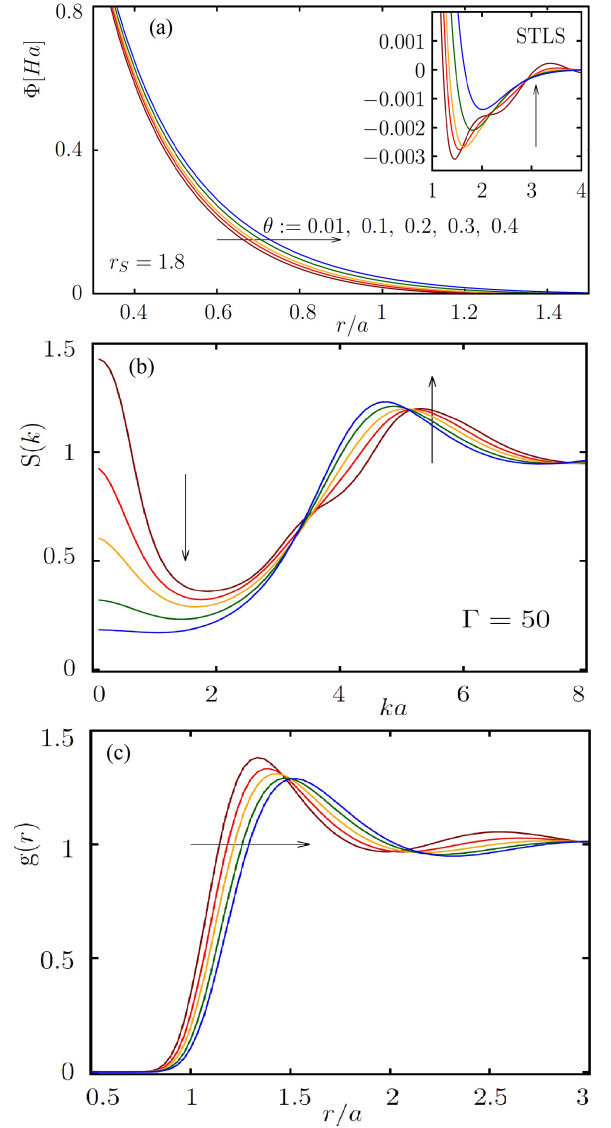 (a)
STLS
0.8
0.4
0
Φ[Ha]
0.001
0
−0.001
−0.002
−0.003
1 2 3 4
θ := 0.01, 0.1, 0.2, 0.3, 0.4
r_S = 1.8
0.4 0.6 0.8 1 1.2 1.4
r/a
(b)
1.5
1
0.5
0
S(k)
Γ = 50
0 2 4 6 8
ka
(c)
1.5
1
0.5
0
g(r)
0.5 1 1.5 2 2.5 3
r/a